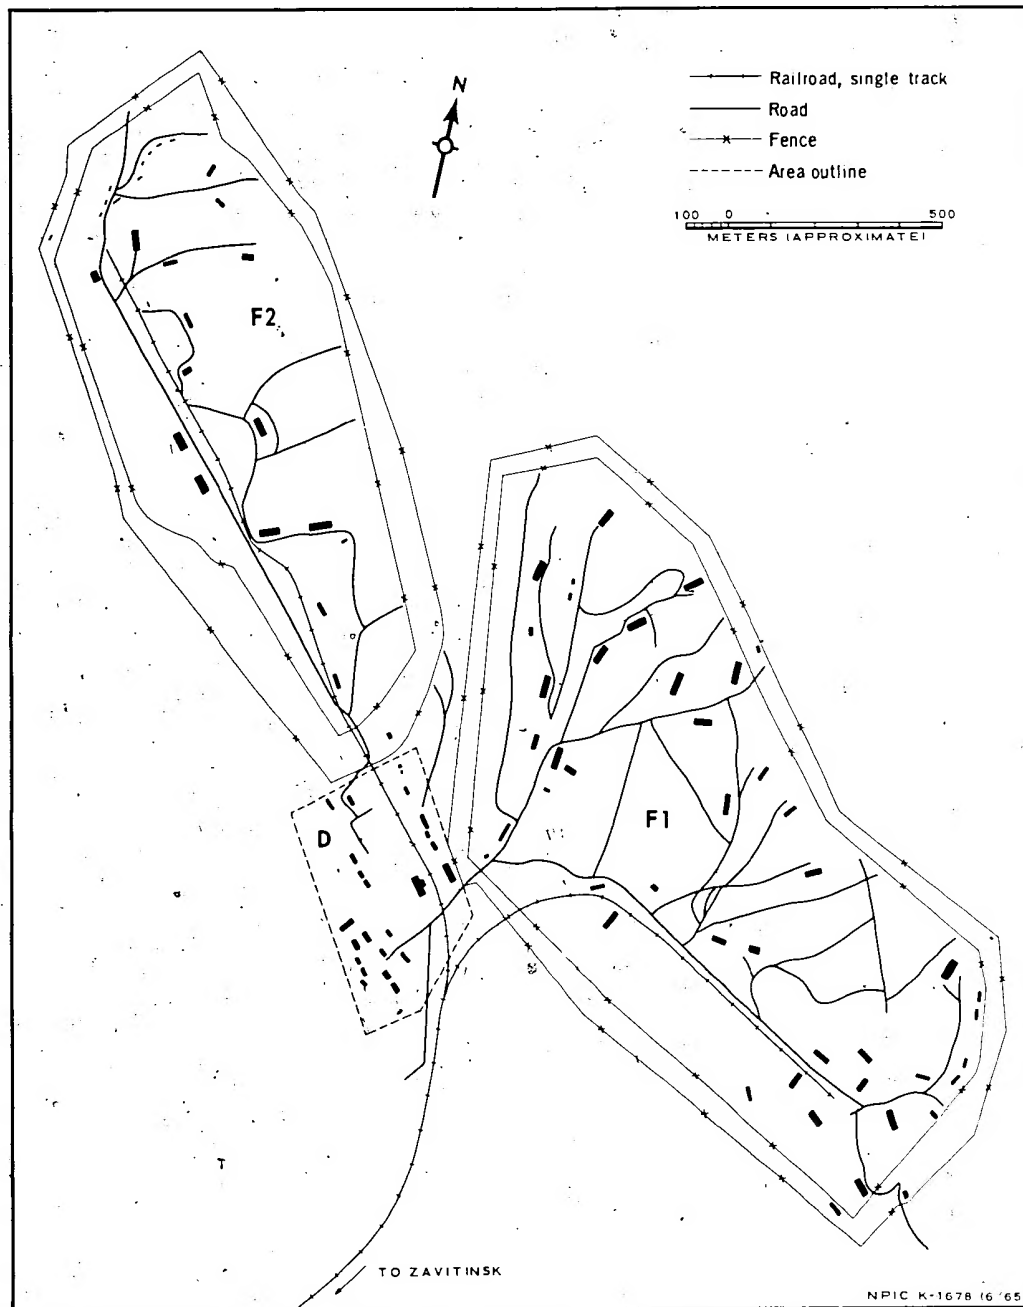 N
Railroad, single track
Road
Fence
Area outline
100 0 500
METERS (APPROXIMATE)
F2
F1
D
TO ZAVITINSK
NPIC K-1678 (6/65